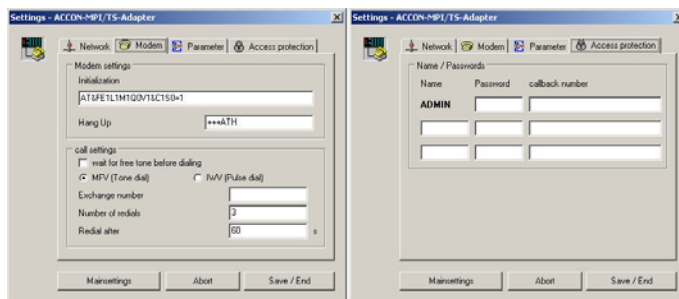 Settings - ACCON-MPI/TS-Adapter
Network Modem Parameter Access protection
Modem settings
Initialization
AT&FE1L1M1Q0V1&C1S0=1
Hang Up +++ATH
call settings
wait for free tone before dialing
MFV (Tone dial) IWV (Pulse dial)
Exchange number
Number of redials 3
Redial after 60 s
Mainsettings Abort Save / End
Settings - ACCON-MPI/TS-Adapter
Network Modem Parameter Access protection
Name / Passwords
Name Password callback number
ADMIN
Mainsettings Abort Save / End